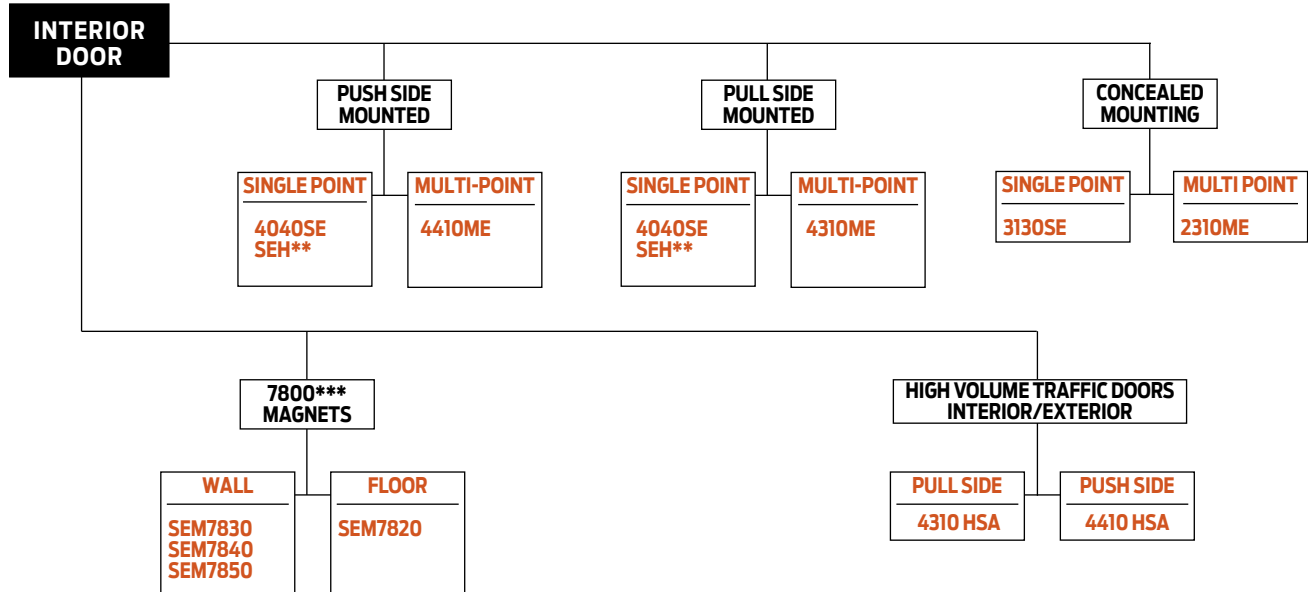 INTERIOR
DOOR
PUSH SIDE
MOUNTED
PULL SIDE
MOUNTED
CONCEALED
MOUNTING
SINGLE POINT
4040SE
SEH**
MULTI-POINT
4410ME
SINGLE POINT
4040SE
SEH**
MULTI-POINT
4310ME
SINGLE POINT
3130SE
MULTI POINT
2310ME
7800***
MAGNETS
HIGH VOLUME TRAFFIC DOORS
INTERIOR/EXTERIOR
WALL
SEM7830
SEM7840
SEM7850
FLOOR
SEM7820
PULL SIDE
4310 HSA
PUSH SIDE
4410 HSA